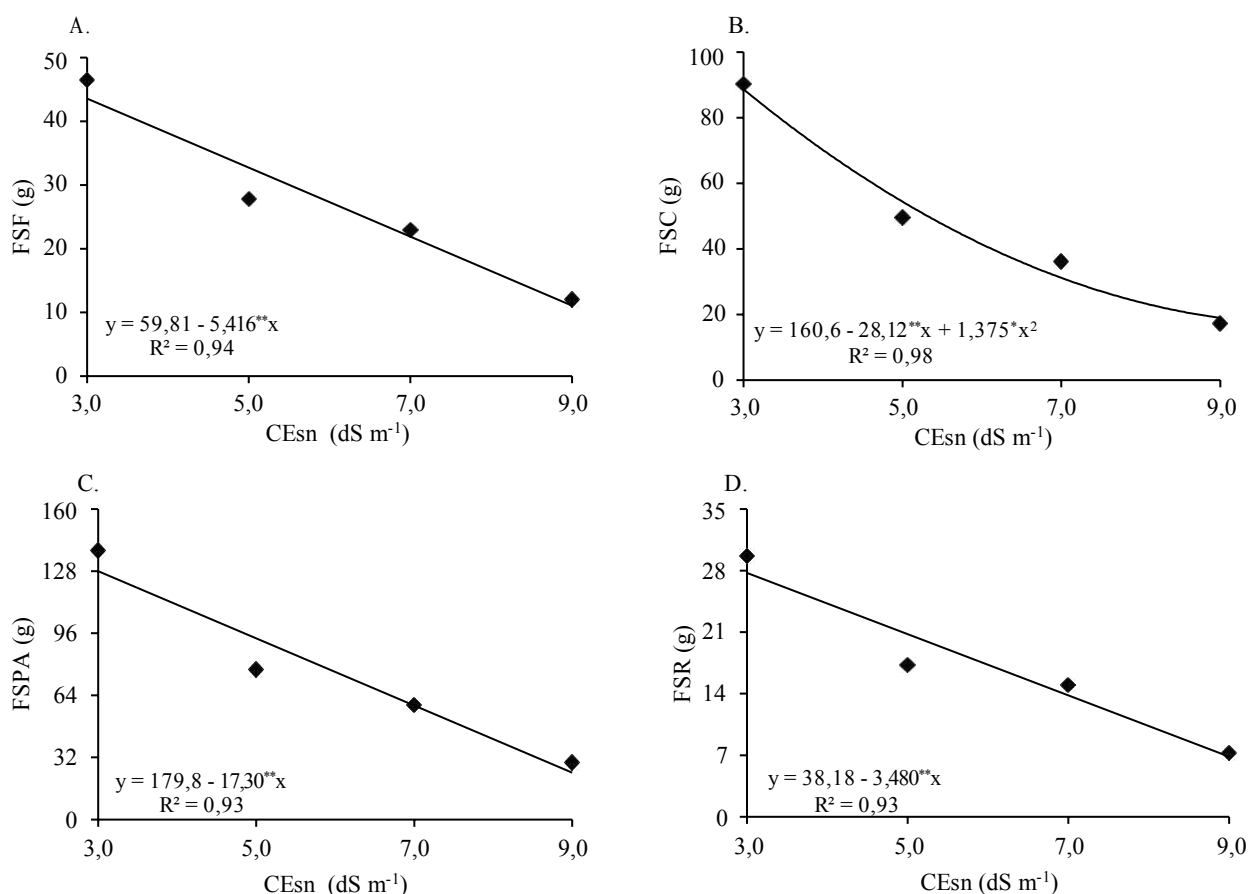 A.
50
40
30
20
10
0
FSF (g)
y = 59,81 - 5,416**x
R² = 0,94
3,0 5,0 7,0 9,0
CEsn (dS m⁻¹)
B.
100
80
60
40
20
0
FSC (g)
y = 160,6 - 28,12**x + 1,375*x²
R² = 0,98
3,0 5,0 7,0 9,0
CEsn (dS m⁻¹)
C.
160
128
96
64
32
0
FSPA (g)
y = 179,8 - 17,30**x
R² = 0,93
3,0 5,0 7,0 9,0
CEsn (dS m⁻¹)
D.
35
28
21
14
7
0
FSR (g)
y = 38,18 - 3,480**x
R² = 0,93
3,0 5,0 7,0 9,0
CEsn (dS m⁻¹)